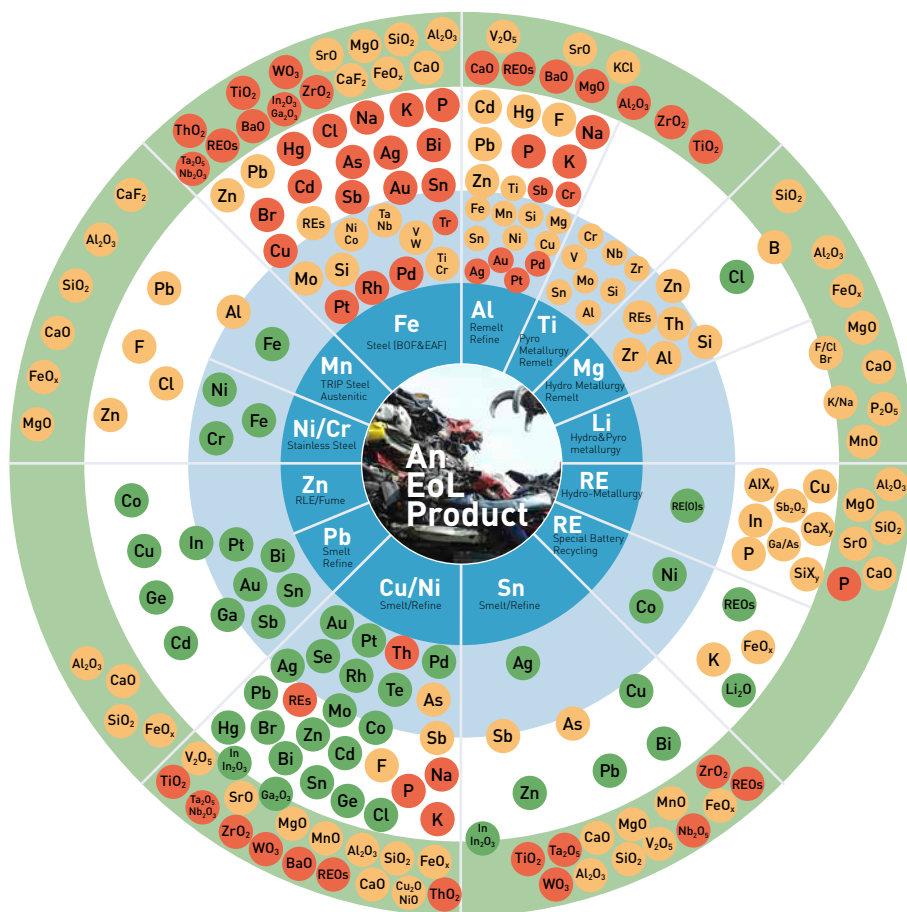 An
EoL
Product
Fe
Steel (BOF&EAF)
Al
Remelt
Refine
Ti
Pyro
Metallurgy
Remelt
Mg
Hydro Metallurgy
Remelt
Li
Hydro&Pyro
metallurgy
RE
Hydro-Metallurgy
RE
Special Battery
Recycling
Sn
Smelt/Refine
Cu/Ni
Smelt/Refine
Pb
Smelt
Refine
Zn
RLE/Fume
Ni/Cr
Stainless Steel
Mn
TRIP Steel
Austenitic
SrO
MgO
SiO₂
Al₂O₃
WO₃
CaF₂
FeOₓ
CaO
TiO₂
In₂O₃
Ga₂O₃
ZrO₂
ThO₂
REOs
BaO
Ta₂O₅
Nb₂O₃
Hg
Cl
Na
K
P
Pb
As
Ag
Bi
Zn
Cd
Sb
Au
Sn
Br
REs
Ni
Co
Ta
Nb
V
W
Tr
Cu
Mo
Si
Pt
Rh
Pd
Ti
Cr
V₂O₅
SrO
KCl
CaO
REOs
BaO
MgO
Al₂O₃
ZrO₂
TiO₂
Cd
Hg
F
Na
Pb
P
K
Zn
Ti
Sb
Cr
Fe
Mn
Si
Mg
Sn
Ni
Cu
Ag
Au
Pd
Pt
Cr
Nb
V
Zr
Mo
Si
Sn
Al
SiO₂
B
Cl
Zn
REs
Th
Si
Zr
Al
Al₂O₃
FeOₓ
MgO
F/Cl
Br
CaO
K/Na
P₂O₅
MnO
RE(O)s
AlXᵧ
Cu
Sb₂O₃
In
CaXᵧ
P
Ga/As
SiXᵧ
Al₂O₃
MgO
SiO₂
SrO
P
CaO
Ni
Co
REOs
K
FeOₓ
Li₂O
Ag
Cu
As
Sb
Bi
Pb
Zn
In
In₂O₃
ZrO₂
REOs
MnO
FeOₓ
MgO
Nb₂O₅
CaO
V₂O₅
Ta₂O₅
SiO₂
TiO₂
Al₂O₃
WO₃
Au
Pt
Th
Pd
Ag
Se
Rh
Te
As
Pb
REs
Mo
Co
Sb
Hg
Br
Zn
Cd
F
Na
Bi
Sn
Ge
Cl
P
K
In
In₂O₃
Ga₂O₃
V₂O₅
TiO₂
SrO
Ta₂O₅
Nb₂O₃
ZrO₂
MgO
MnO
WO₃
Al₂O₃
SiO₂
FeOₓ
BaO
REOs
CaO
Cu₂O
NiO
ThO₂
Co
Cu
In
Pt
Bi
Ge
Au
Sn
Ga
Sb
Cd
Al₂O₃
CaO
SiO₂
FeOₓ
Ni
Fe
Cr
Al
Fe
Pb
F
Cl
Zn
CaF₂
Al₂O₃
SiO₂
CaO
FeOₓ
MgO